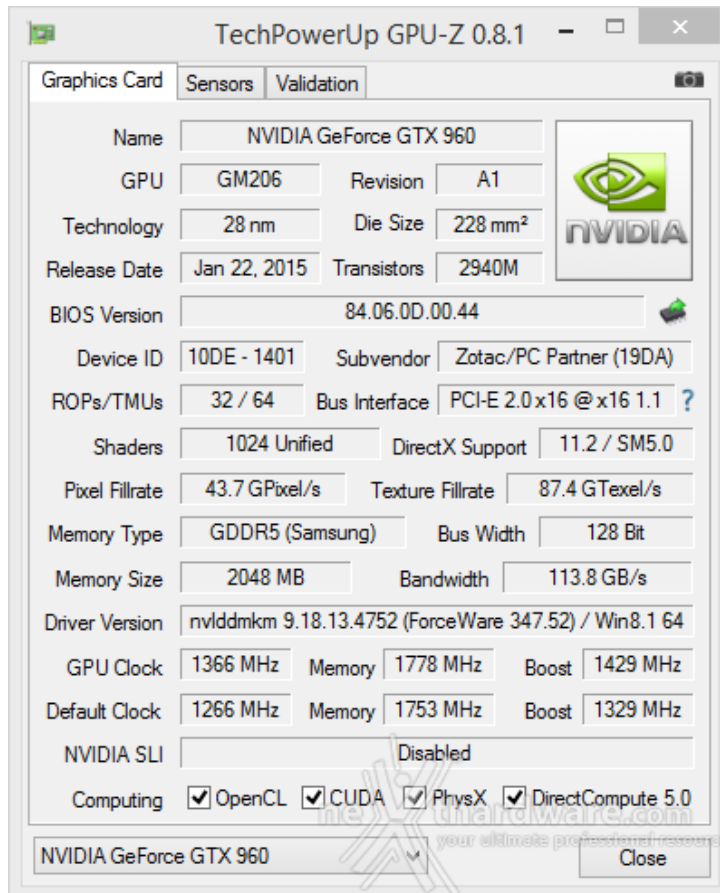 TechPowerUp GPU-Z 0.8.1
Graphics Card Sensors Validation
Name NVIDIA GeForce GTX 960
GPU GM206 Revision A1
Technology 28 nm Die Size 228 mm²
NVIDIA
Release Date Jan 22, 2015 Transistors 2940M
BIOS Version 84.06.0D.00.44
Device ID 10DE - 1401 Subvendor Zotac/PC Partner (19DA)
ROPs/TMUs 32 / 64 Bus Interface PCI-E 2.0 x16 @ x16 1.1 ?
Shaders 1024 Unified DirectX Support 11.2 / SM5.0
Pixel Fillrate 43.7 GPixel/s Texture Fillrate 87.4 GTexel/s
Memory Type GDDR5 (Samsung) Bus Width 128 Bit
Memory Size 2048 MB Bandwidth 113.8 GB/s
Driver Version nvlddmkm 9.18.13.4752 (ForceWare 347.52) / Win8.1 64
GPU Clock 1366 MHz Memory 1778 MHz Boost 1429 MHz
Default Clock 1266 MHz Memory 1753 MHz Boost 1329 MHz
NVIDIA SLI Disabled
Computing OpenCL CUDA PhysX DirectCompute 5.0
your ultimate professional resource
NVIDIA GeForce GTX 960 Close